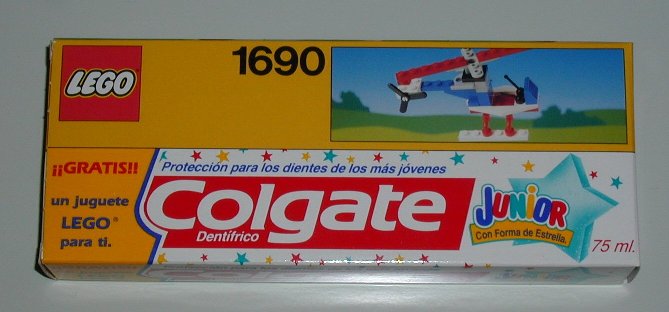 LEGO
1690
¡¡GRATIS!!
un juguete
LEGO®
para ti.
Protección para los dientes de los más jóvenes
Colgate
Dentífrico
JUNIOR
Con Forma de Estrella.
75 ml.